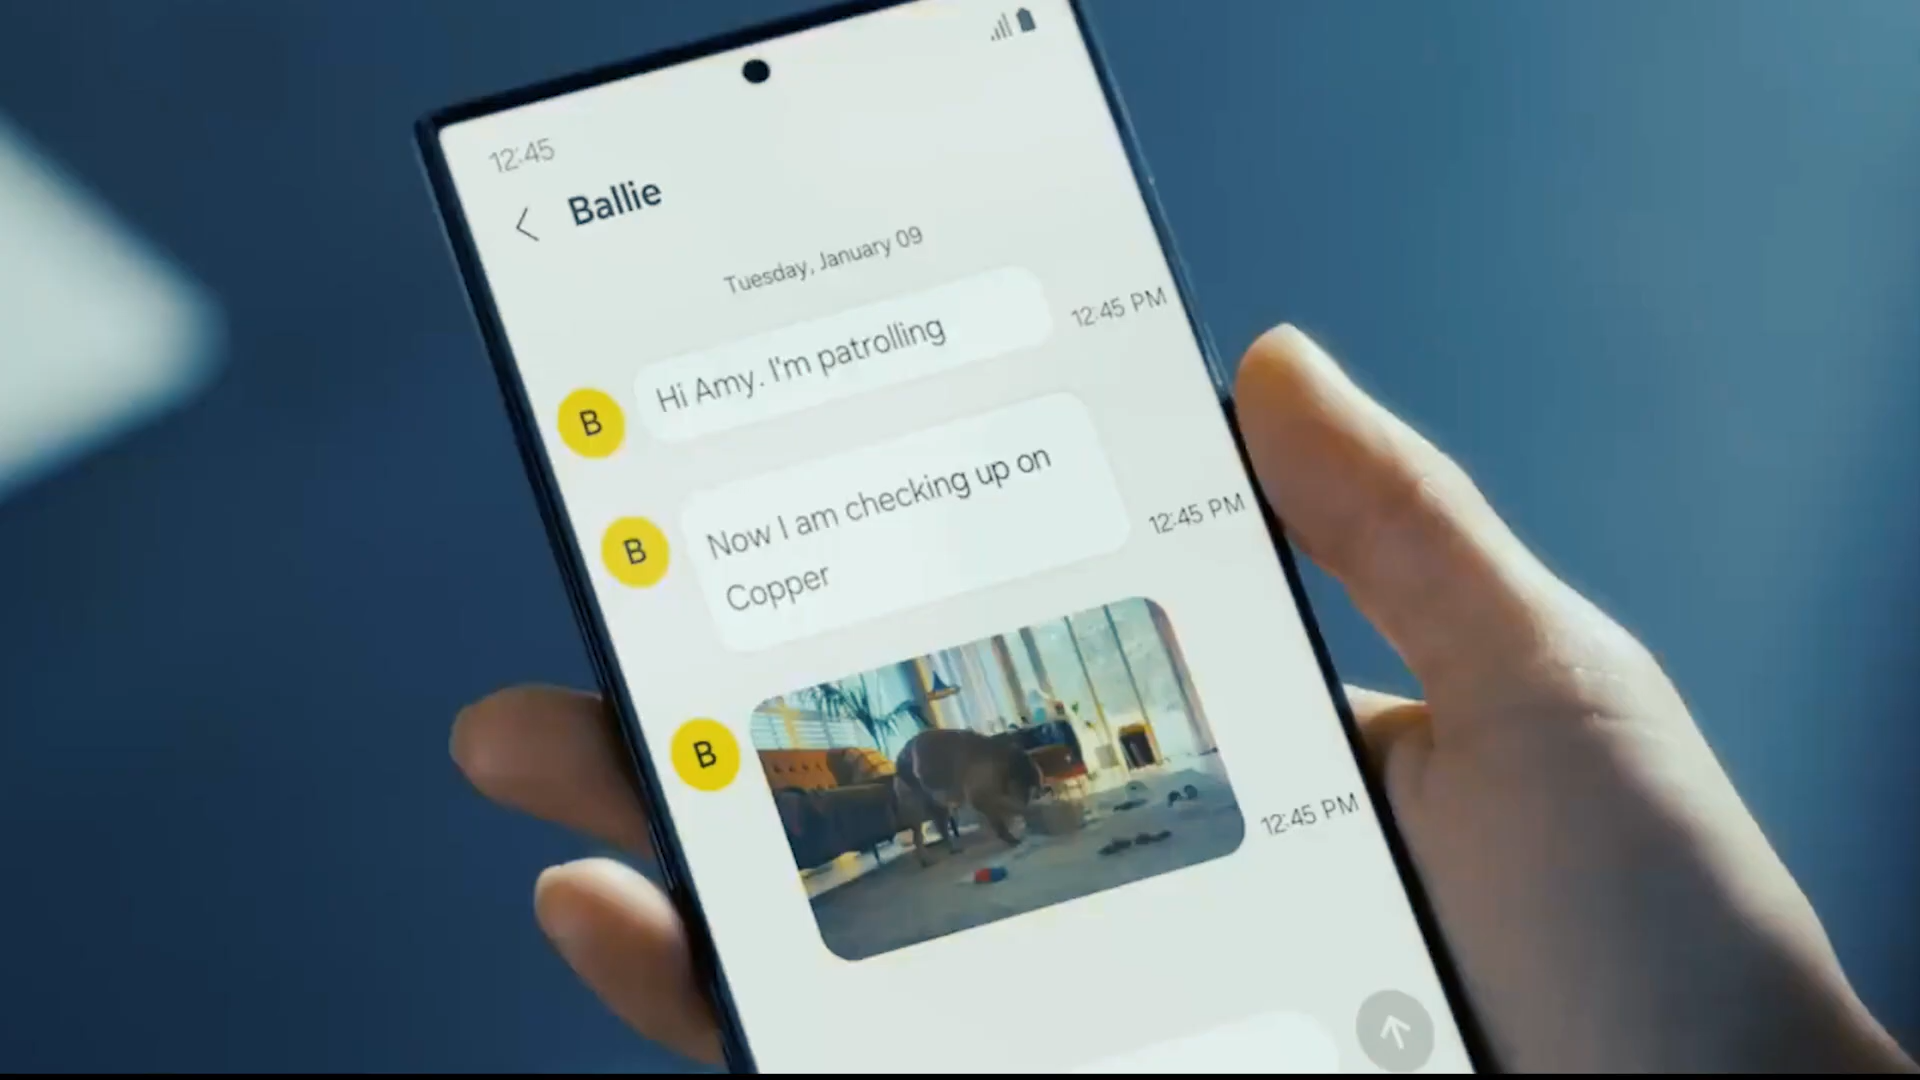 12:45
Ballie
Tuesday, January 09
Hi Amy. I'm patrolling
12:45 PM
B
Now I am checking up on
Copper
12:45 PM
B
B
12:45 PM